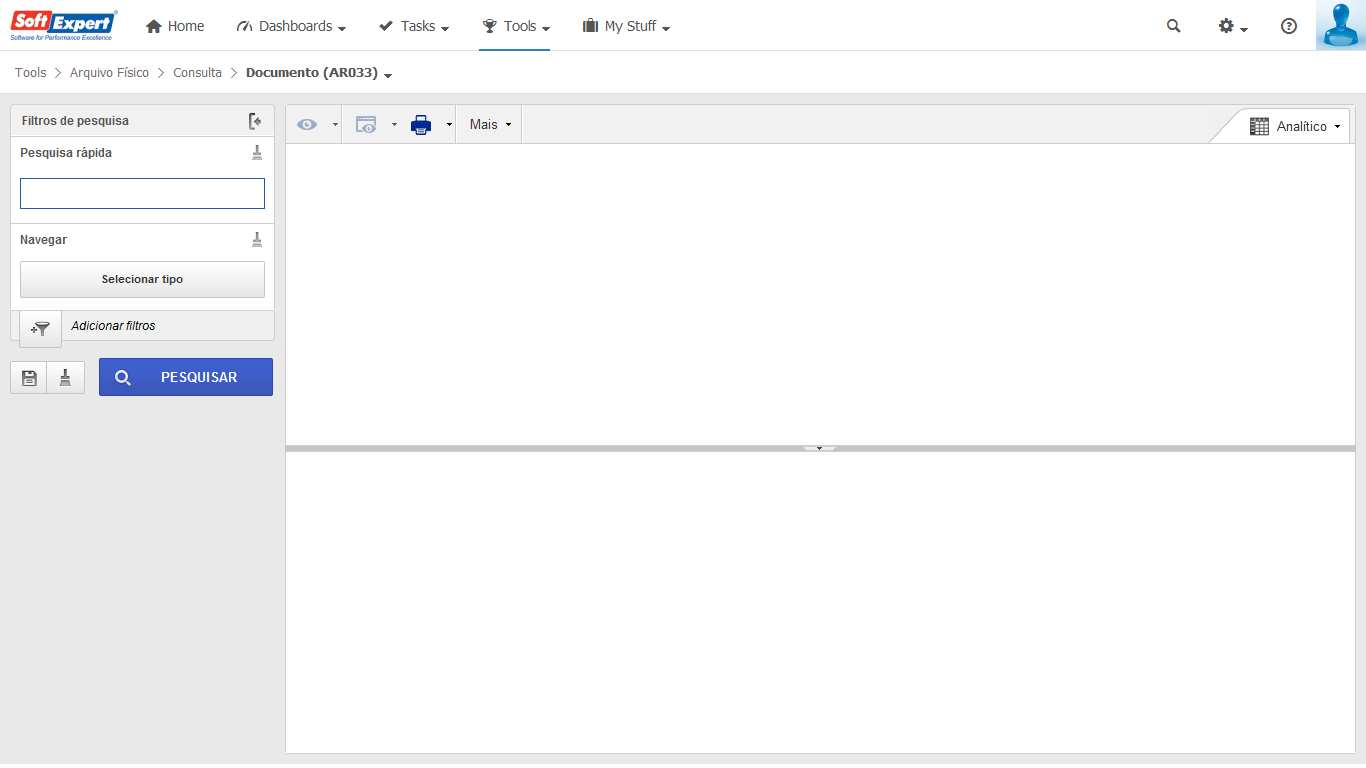 SoftExpert®
Software for Performance Excellence
Home
Dashboards
Tasks
Tools
My Stuff
Tools > Arquivo Físico > Consulta > Documento (AR033)
Filtros de pesquisa
Mais
Analítico
Pesquisa rápida
Navegar
Selecionar tipo
Adicionar filtros
PESQUISAR